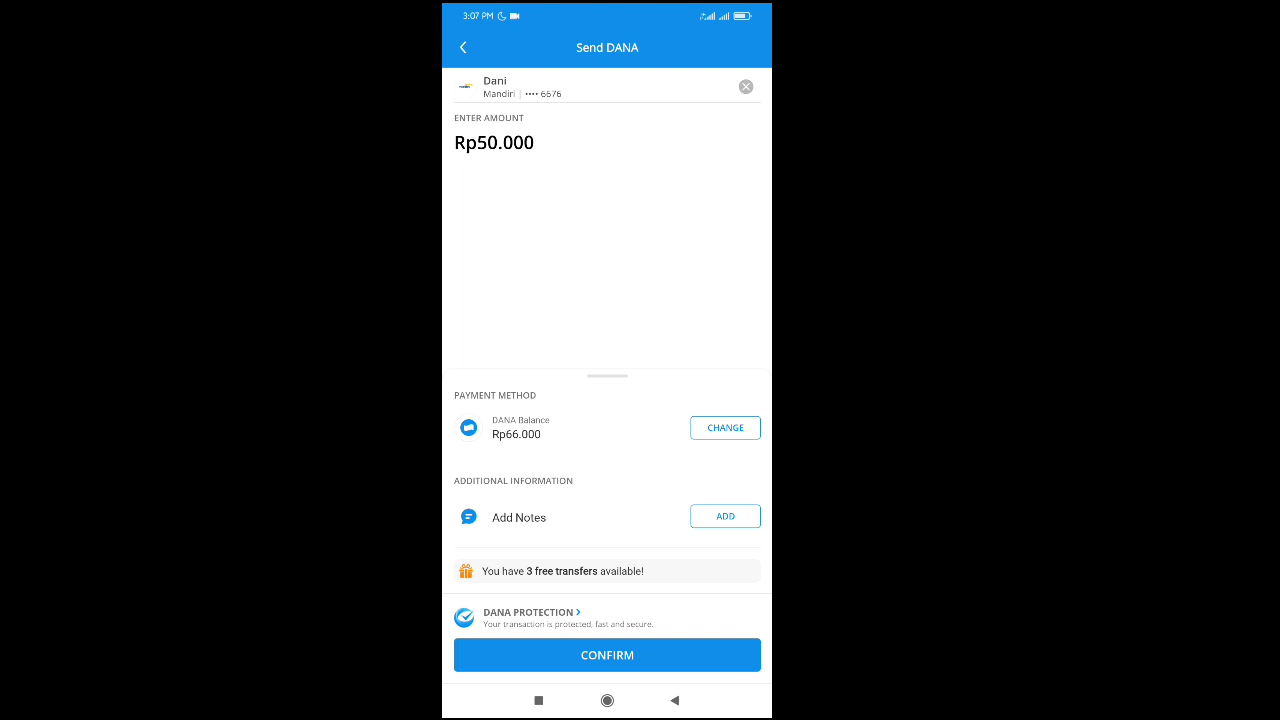 3:07 PM
Send DANA
Dani
Mandiri | •••• 6676
ENTER AMOUNT
Rp50.000
PAYMENT METHOD
DANA Balance
Rp66.000
CHANGE
ADDITIONAL INFORMATION
Add Notes
ADD
You have 3 free transfers available!
DANA PROTECTION >
Your transaction is protected, fast and secure.
CONFIRM